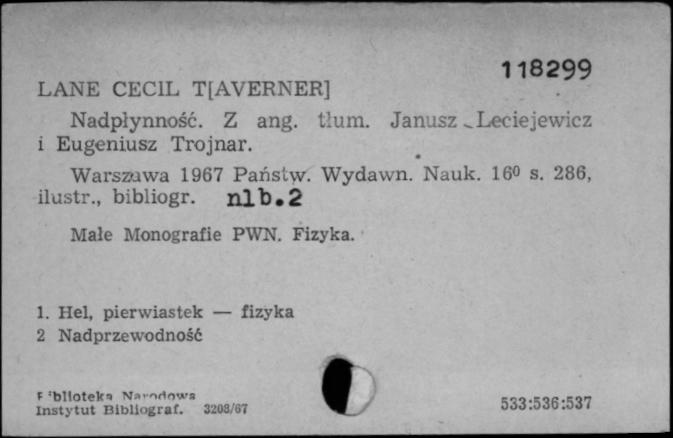 118299
LANE CECIL T[AVERNER]
Nadpłynność. Z ang. tłum. Janusz Leciejewicz
i Eugeniusz Trojnar.
Warszawa 1967 Państw. Wydawn. Nauk. 16⁰ s. 286,
ilustr., bibliogr. nlb.2
Małe Monografie PWN. Fizyka.
1. Hel, pierwiastek — fizyka
2 Nadprzewodność
Biblioteka Narodowa
Instytut Bibliograf. 3208/67
533:536:537